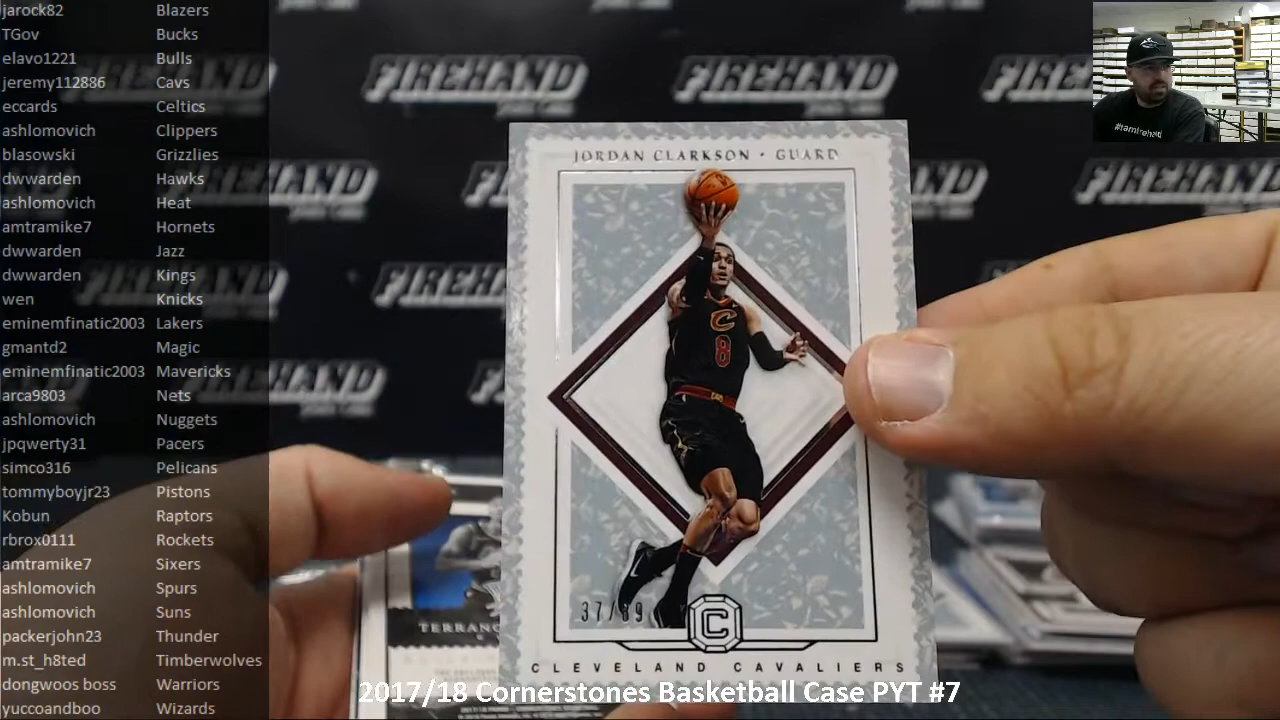 jarock82 Blazers
TGov Bucks
elavo1221 Bulls
jeremy112886 Cavs
eccards Celtics
ashlomovich Clippers
blasowski Grizzlies
dwwarden Hawks
ashlomovich Heat
amtramike7 Hornets
dwwarden Jazz
dwwarden Kings
wen Knicks
eminemfinatic2003 Lakers
gmantd2 Magic
eminemfinatic2003 Mavericks
arca9803 Nets
ashlomovich Nuggets
jpqwerty31 Pacers
simco316 Pelicans
tommyboyjr23 Pistons
Kobun Raptors
rbrox0111 Rockets
amtramike7 Sixers
ashlomovich Spurs
ashlomovich Suns
packerjohn23 Thunder
m.st_h8ted Timberwolves
dongwoos boss Warriors
yuccoandboo Wizards
FIREHAND
FIREHAND
FIREHAND
JORDAN CLARKSON • GUARD
C
8
37/89
C
CLEVELAND CAVALIERS
2017/18 Cornerstones Basketball Case PYT #7